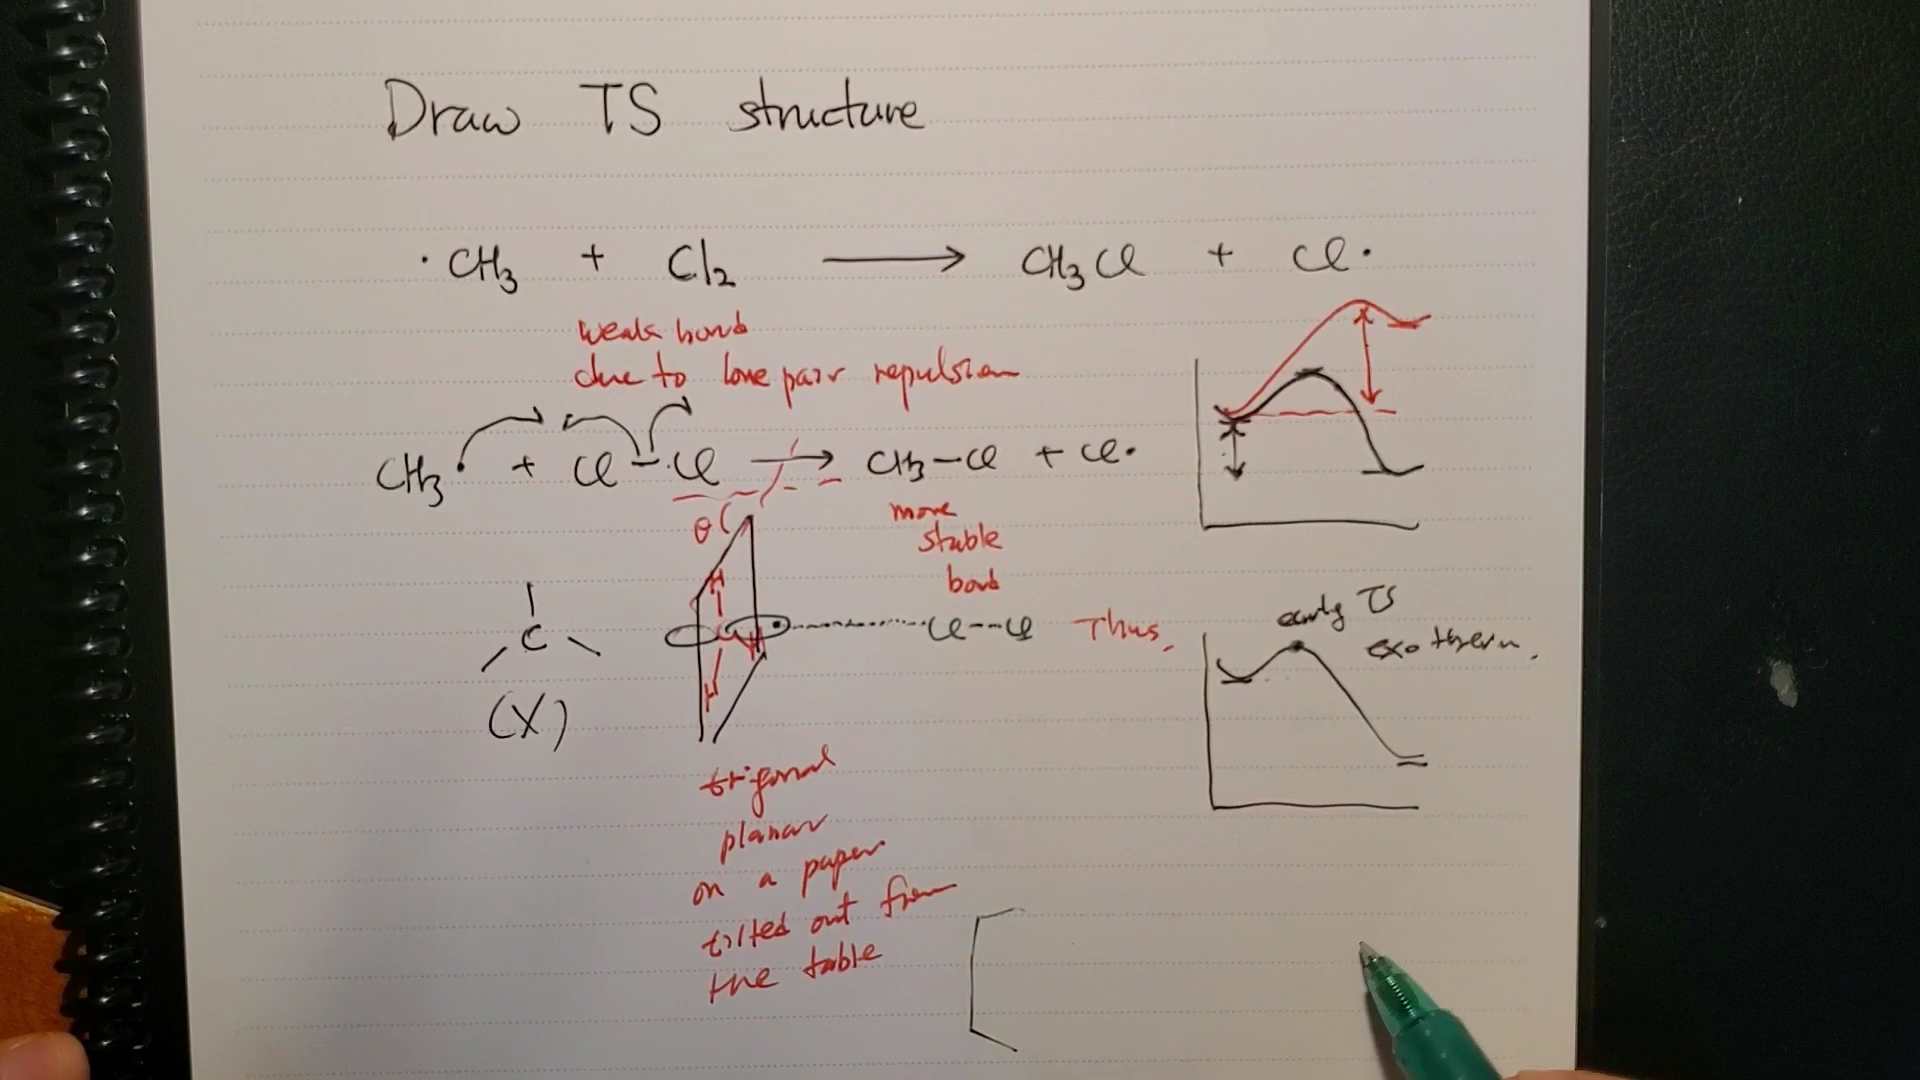 Draw TS structure
·CH3 + Cl2 ⟶ CH3Cl + Cl·
weak bond
due to lone pair repulsion
CH3· + Cl–Cl → CH3–Cl + Cl·
θ
more
stable
bond
H
C
C H Cl--Cl Thus,
H
(X)
early TS
exotherm.
trigonal
planar
on a paper
tilted out from
the table